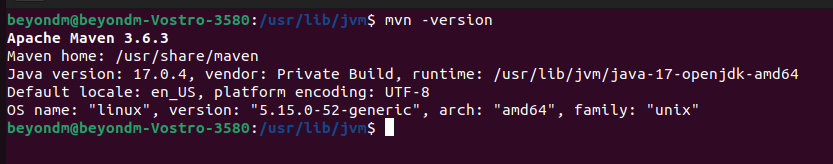 beyondm@beyondm-Vostro-3580:/usr/lib/jvm$ mvn -version
Apache Maven 3.6.3
Maven home: /usr/share/maven
Java version: 17.0.4, vendor: Private Build, runtime: /usr/lib/jvm/java-17-openjdk-amd64
Default locale: en_US, platform encoding: UTF-8
OS name: "linux", version: "5.15.0-52-generic", arch: "amd64", family: "unix"
beyondm@beyondm-Vostro-3580:/usr/lib/jvm$